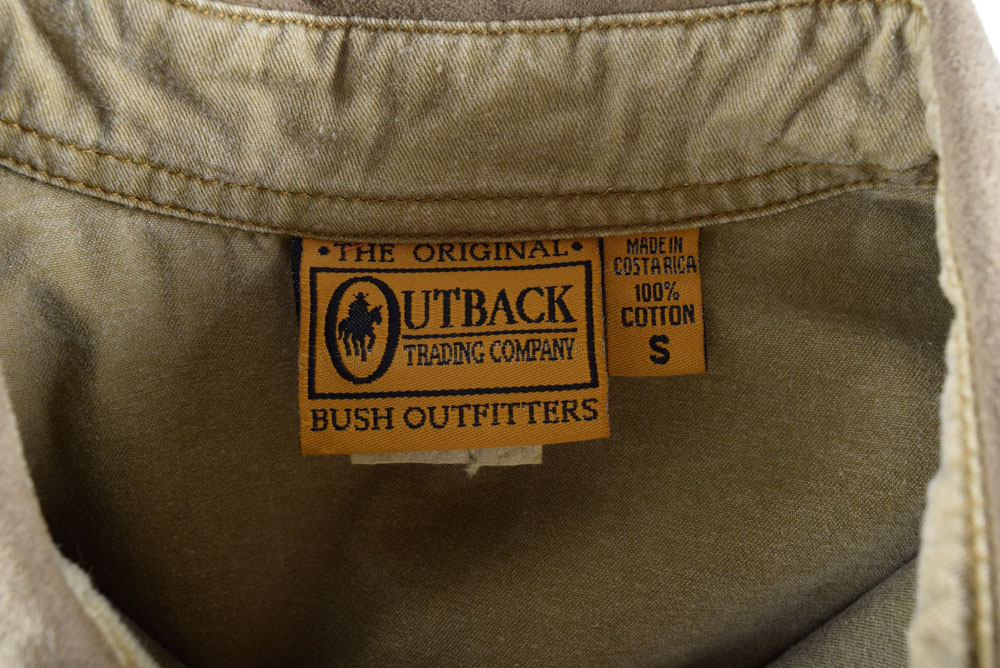 • THE ORIGINAL •
OUTBACK
TRADING COMPANY
BUSH OUTFITTERS
MADE IN
COSTA RICA
100%
COTTON
S